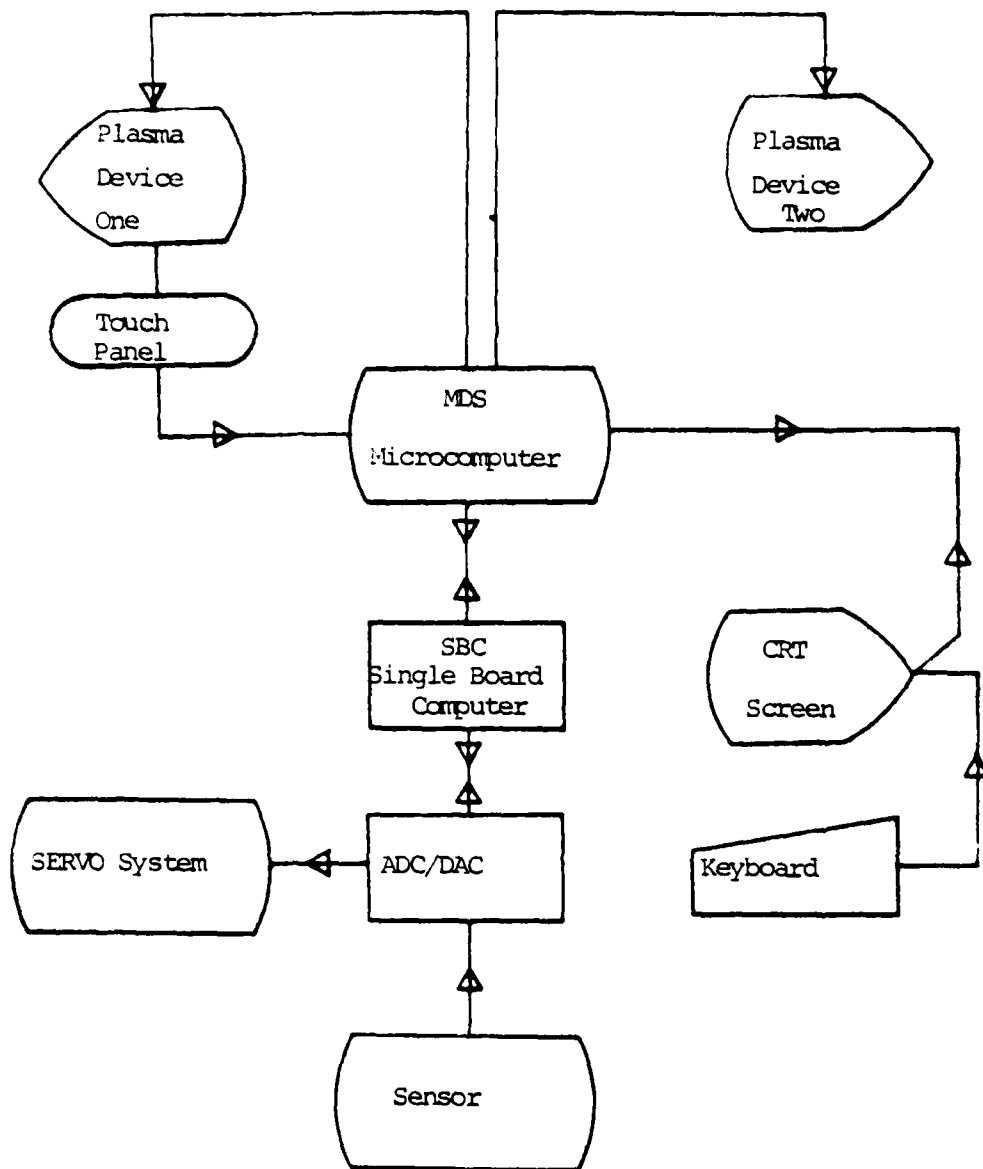 Plasma
Device
One
Plasma
Device
Two
Touch
Panel
MDS
Microcomputer
SBC
Single Board
Computer
CRT
Screen
SERVO System
ADC/DAC
Keyboard
Sensor